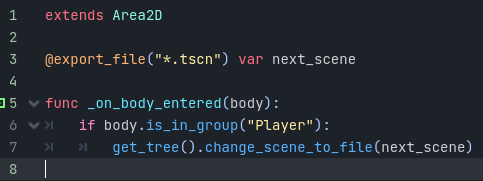 1 extends Area2D
2
3 @export_file("*.tscn") var next_scene
4
5 func _on_body_entered(body):
6 if body.is_in_group("Player"):
7 get_tree().change_scene_to_file(next_scene)
8